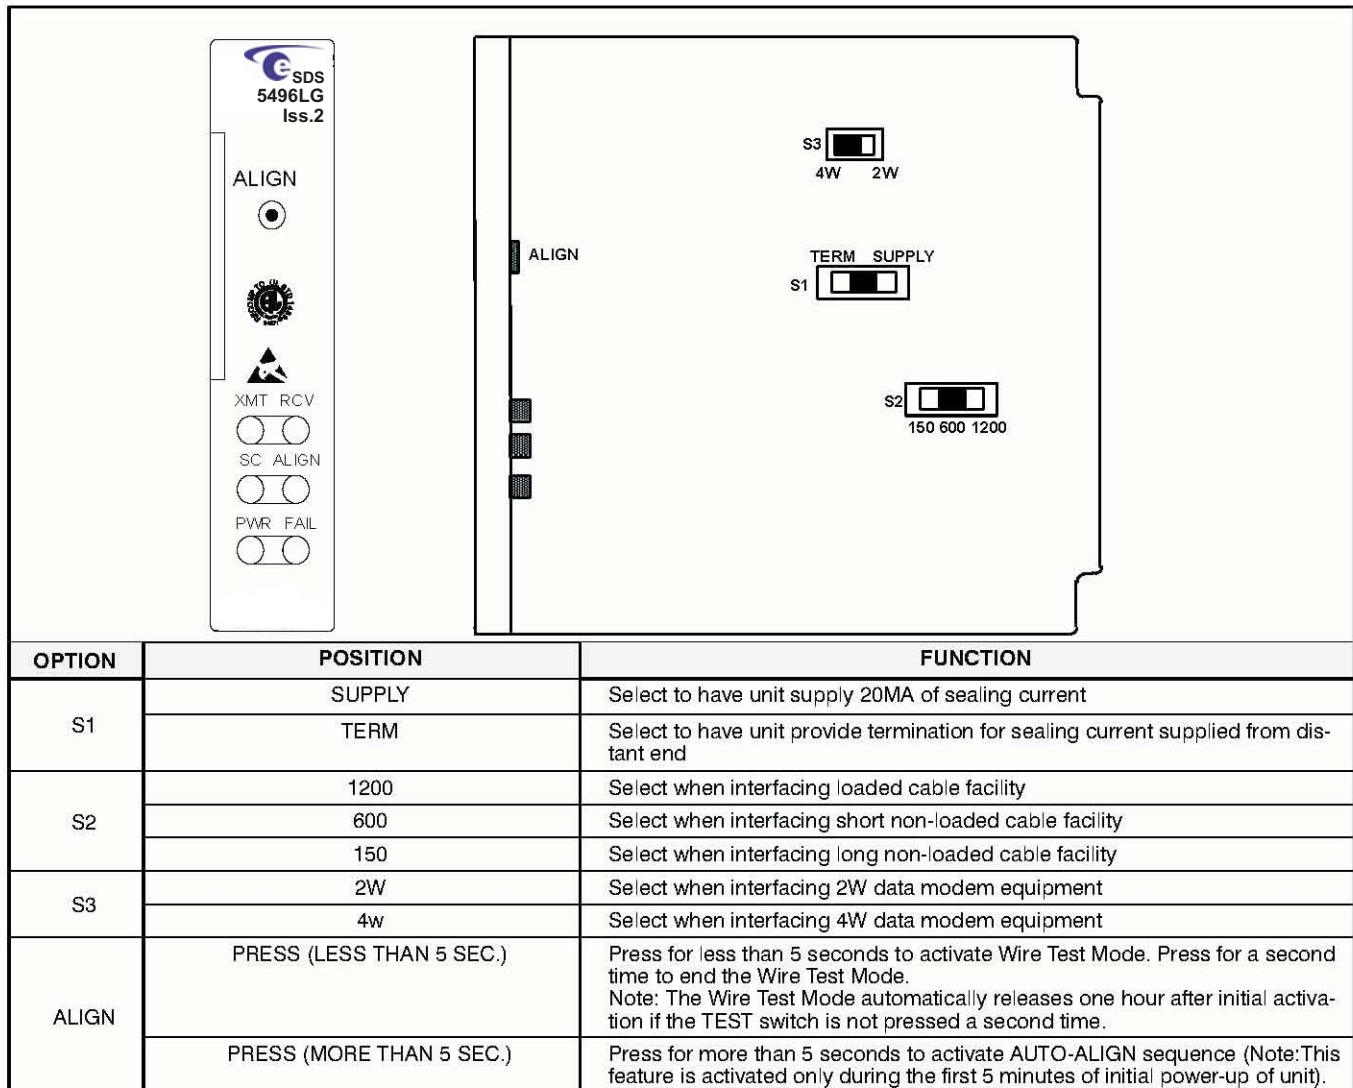 e SDS
5496LG
Iss.2
ALIGN
XMT RCV
SC ALIGN
PWR FAIL
ALIGN
S3
4W 2W
TERM SUPPLY
S1
S2
150 600 1200
OPTION POSITION FUNCTION
S1
SUPPLY Select to have unit supply 20MA of sealing current
TERM Select to have unit provide termination for sealing current supplied from dis-
tant end
S2
1200 Select when interfacing loaded cable facility
600 Select when interfacing short non-loaded cable facility
150 Select when interfacing long non-loaded cable facility
S3
2W Select when interfacing 2W data modem equipment
4w Select when interfacing 4W data modem equipment
ALIGN
PRESS (LESS THAN 5 SEC.) Press for less than 5 seconds to activate Wire Test Mode. Press for a second
time to end the Wire Test Mode.
Note: The Wire Test Mode automatically releases one hour after initial activa-
tion if the TEST switch is not pressed a second time.
PRESS (MORE THAN 5 SEC.) Press for more than 5 seconds to activate AUTO-ALIGN sequence (Note:This
feature is activated only during the first 5 minutes of initial power-up of unit).